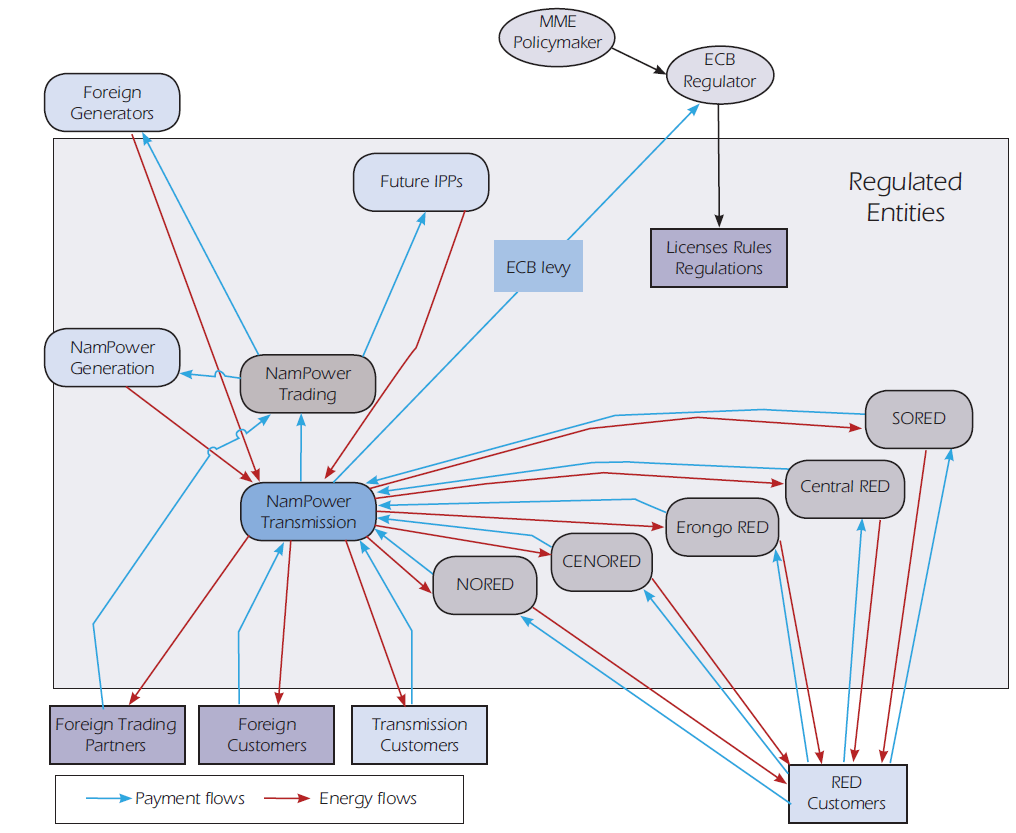 MME
Policymaker
ECB
Regulator
Foreign
Generators
Future IPPs
Regulated
Entities
Licenses Rules
Regulations
ECB levy
NamPower
Generation
NamPower
Trading
SORED
Central RED
NamPower
Transmission
Erongo RED
CENORED
NORED
Foreign Trading
Partners
Foreign
Customers
Transmission
Customers
RED
Customers
Payment flows
Energy flows